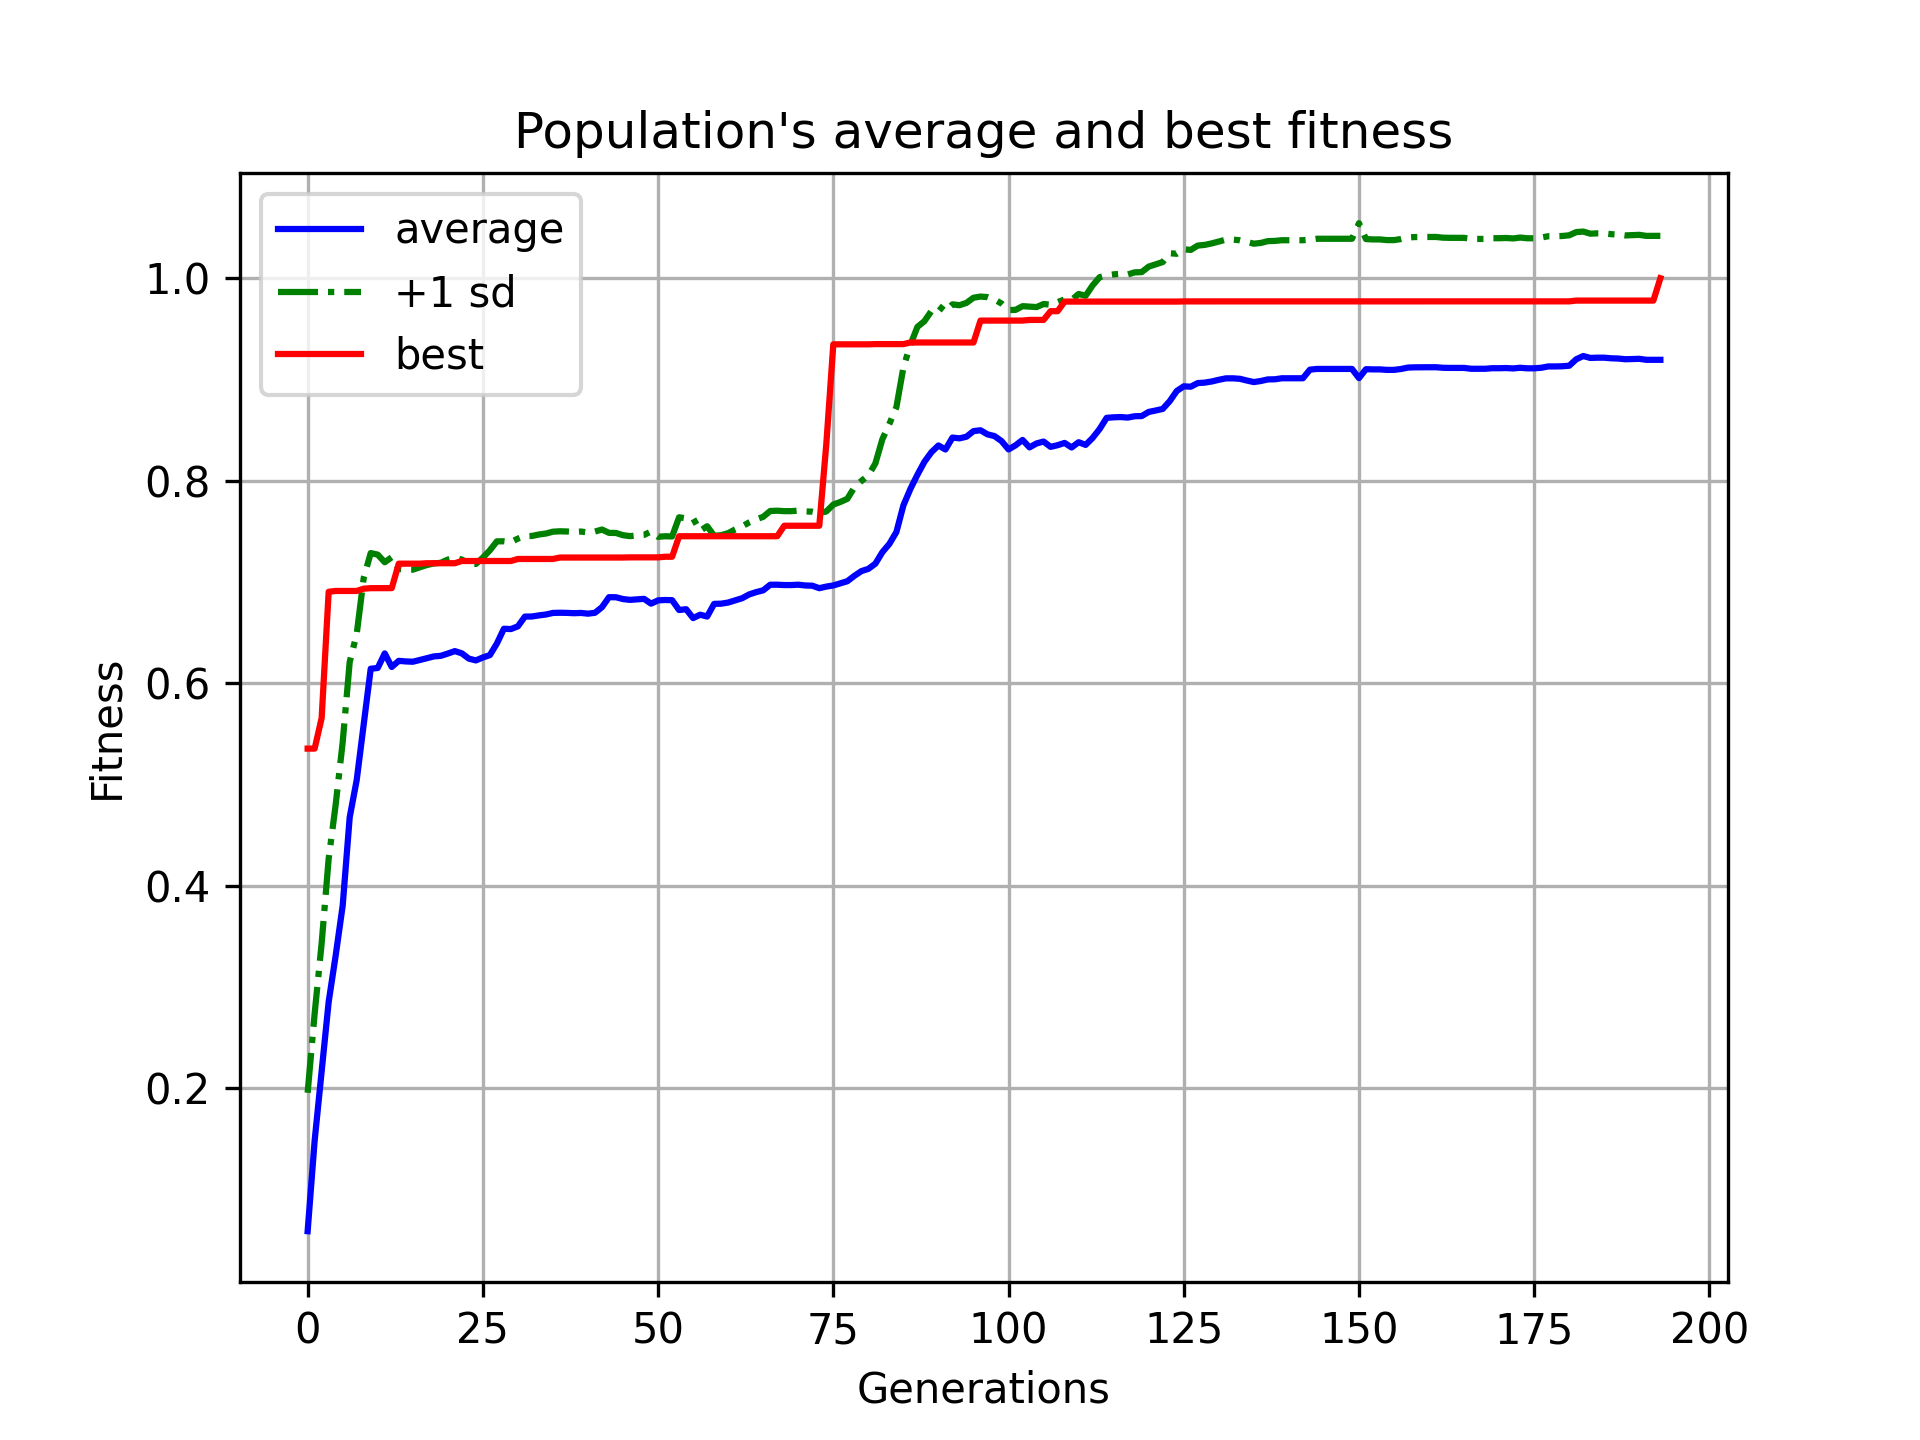 Population's average and best fitness
average
+1 sd
best
1.0
0.8
0.6
0.4
0.2
Fitness
0 25 50 75 100 125 150 175 200
Generations